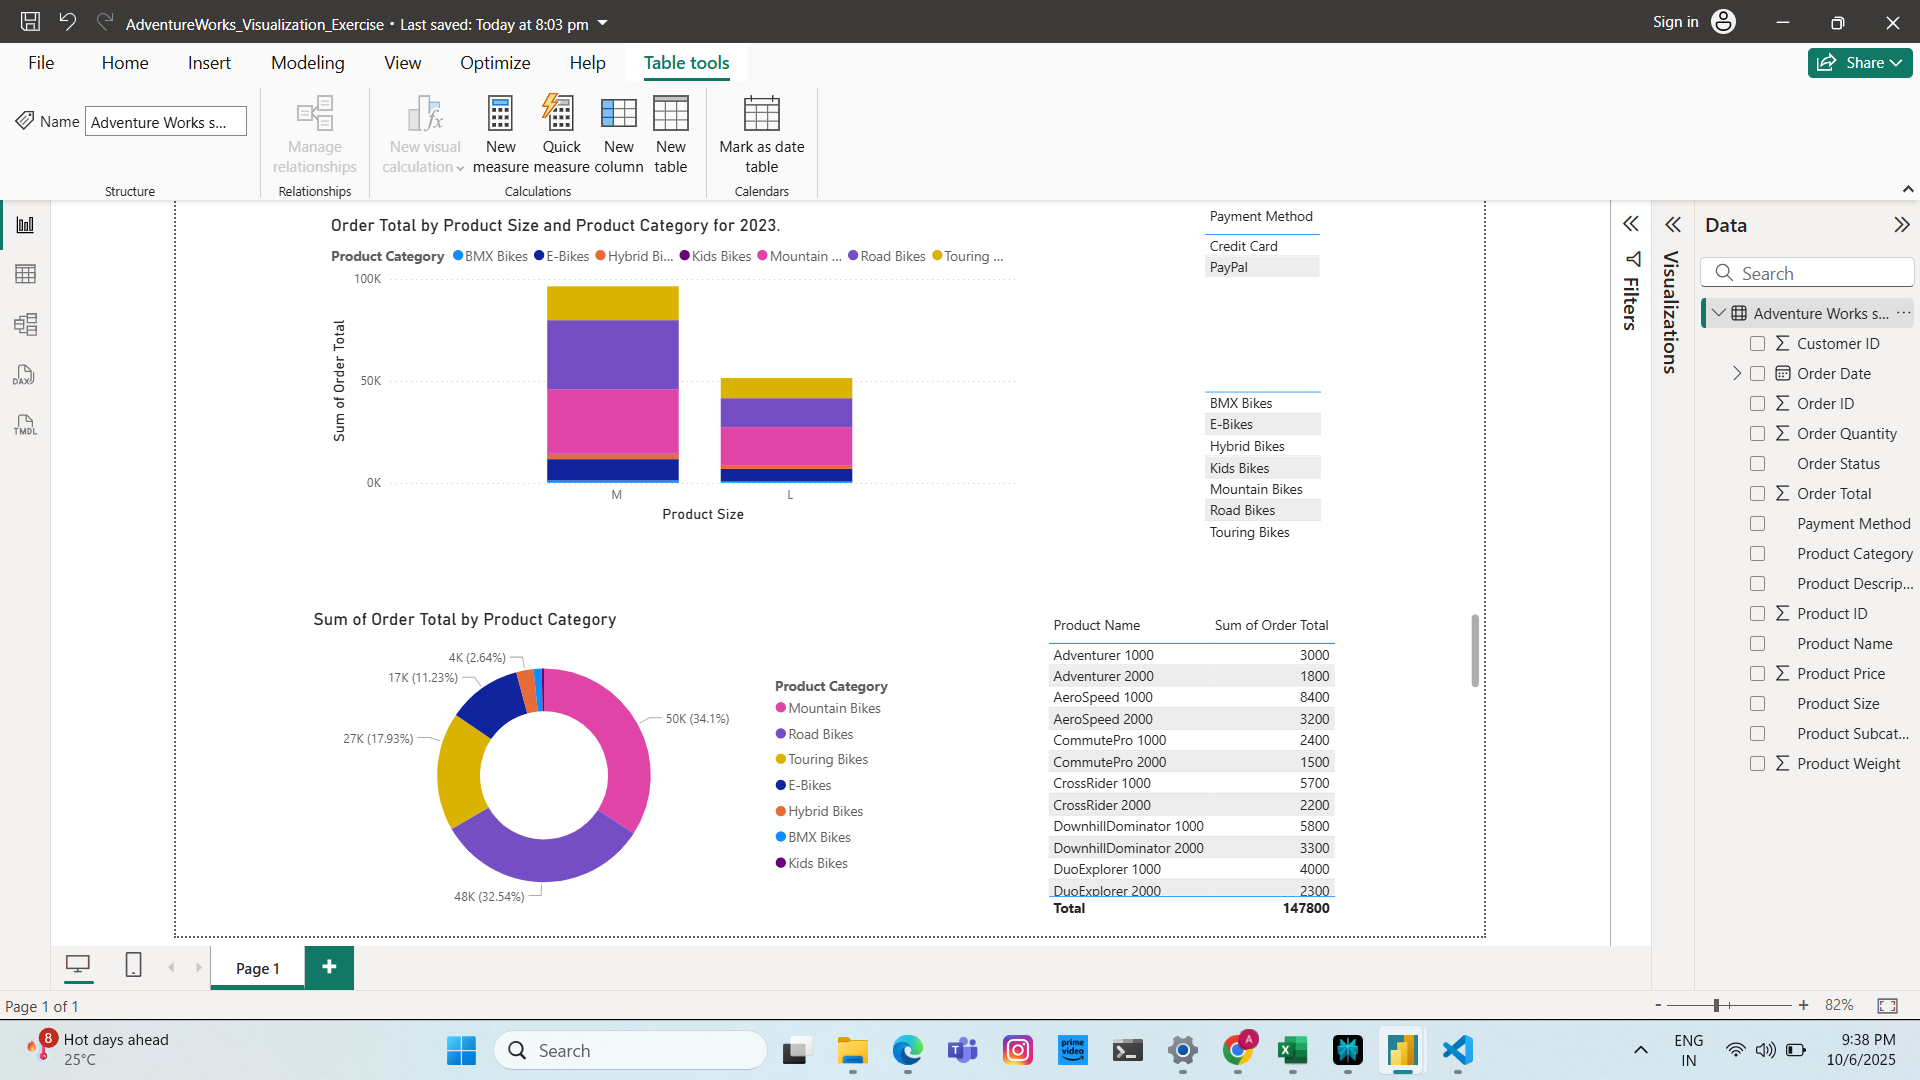 AdventureWorks_Visualization_Exercise • Last saved: Today at 8:03 pm
Sign in
File Home Insert Modeling View Optimize Help Table tools
Share
Name Adventure Works s...
Manage relationships
New visual calculation
New measure
Quick measure
New column
New table
Mark as date table
Structure Relationships Calculations Calendars
Order Total by Product Size and Product Category for 2023.
Product Category BMX Bikes E-Bikes Hybrid Bi... Kids Bikes Mountain ... Road Bikes Touring ...
100K
50K
0K
Sum of Order Total
M L
Product Size
Payment Method
Credit Card
PayPal
BMX Bikes
E-Bikes
Hybrid Bikes
Kids Bikes
Mountain Bikes
Road Bikes
Touring Bikes
Sum of Order Total by Product Category
4K (2.64%)
17K (11.23%)
50K (34.1%)
27K (17.93%)
48K (32.54%)
Product Category
Mountain Bikes
Road Bikes
Touring Bikes
E-Bikes
Hybrid Bikes
BMX Bikes
Kids Bikes
Product Name Sum of Order Total
Adventurer 1000 3000
Adventurer 2000 1800
AeroSpeed 1000 8400
AeroSpeed 2000 3200
CommutePro 1000 2400
CommutePro 2000 1500
CrossRider 1000 5700
CrossRider 2000 2200
DownhillDominator 1000 5800
DownhillDominator 2000 3300
DuoExplorer 1000 4000
DuoExplorer 2000 2300
Total 147800
Filters
Visualizations
Data
Search
Adventure Works s... ...
Customer ID
Order Date
Order ID
Order Quantity
Order Status
Order Total
Payment Method
Product Category
Product Descrip...
Product ID
Product Name
Product Price
Product Size
Product Subcat...
Product Weight
DAX
TMDL
Page 1
+
Page 1 of 1
- + 82%
8
Hot days ahead
25°C
Search
prime video
A
ENG
IN
9:38 PM
10/6/2025